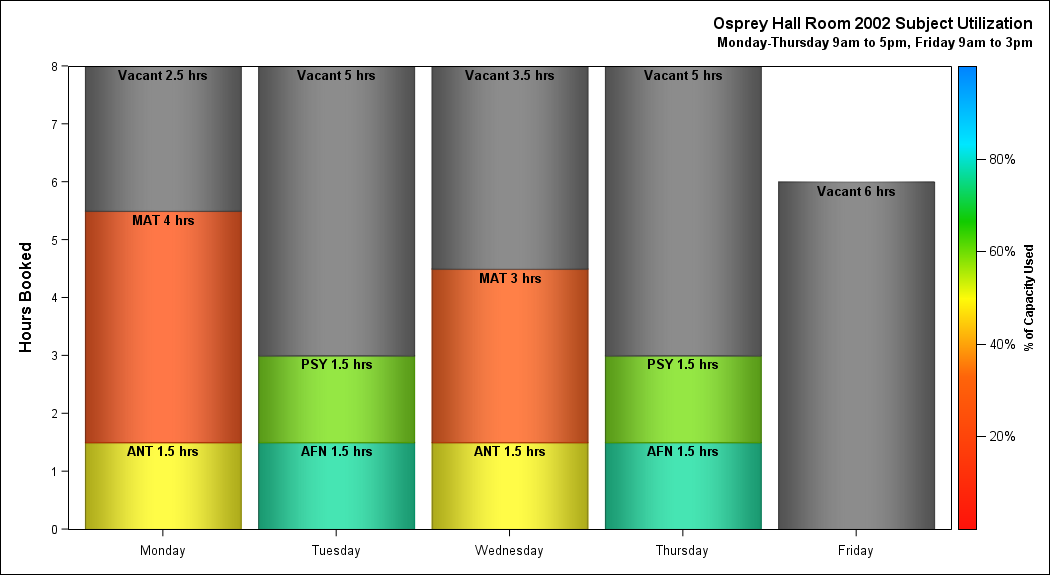 Osprey Hall Room 2002 Subject Utilization
Monday-Thursday 9am to 5pm, Friday 9am to 3pm
Hours Booked
8
7
6
5
4
3
2
1
0
Vacant 2.5 hrs
MAT 4 hrs
ANT 1.5 hrs
Vacant 5 hrs
PSY 1.5 hrs
AFN 1.5 hrs
Vacant 3.5 hrs
MAT 3 hrs
ANT 1.5 hrs
Vacant 5 hrs
PSY 1.5 hrs
AFN 1.5 hrs
Vacant 6 hrs
Monday
Tuesday
Wednesday
Thursday
Friday
80%
60%
40%
20%
% of Capacity Used